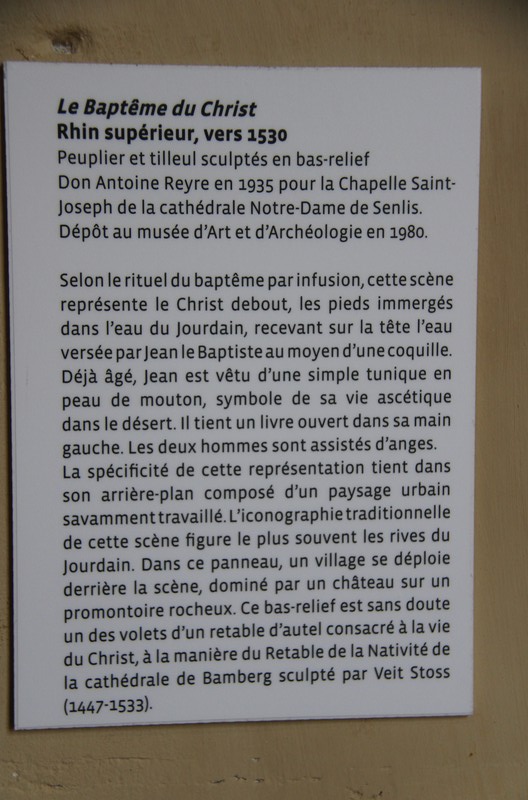 Le Baptême du Christ
Rhin supérieur, vers 1530
Peuplier et tilleul sculptés en bas-relief
Don Antoine Reyre en 1935 pour la Chapelle Saint-
Joseph de la cathédrale Notre-Dame de Senlis.
Dépôt au musée d'Art et d'Archéologie en 1980.
Selon le rituel du baptême par infusion, cette scène
représente le Christ debout, les pieds immergés
dans l'eau du Jourdain, recevant sur la tête l'eau
versée par Jean le Baptiste au moyen d'une coquille.
Déjà âgé, Jean est vêtu d'une simple tunique en
peau de mouton, symbole de sa vie ascétique
dans le désert. Il tient un livre ouvert dans sa main
gauche. Les deux hommes sont assistés d'anges.
La spécificité de cette représentation tient dans
son arrière-plan composé d'un paysage urbain
savamment travaillé. L'iconographie traditionnelle
de cette scène figure le plus souvent les rives du
Jourdain. Dans ce panneau, un village se déploie
derrière la scène, dominé par un château sur un
promontoire rocheux. Ce bas-relief est sans doute
un des volets d'un retable d'autel consacré à la vie
du Christ, à la manière du Retable de la Nativité de
la cathédrale de Bamberg sculpté par Veit Stoss
(1447-1533).